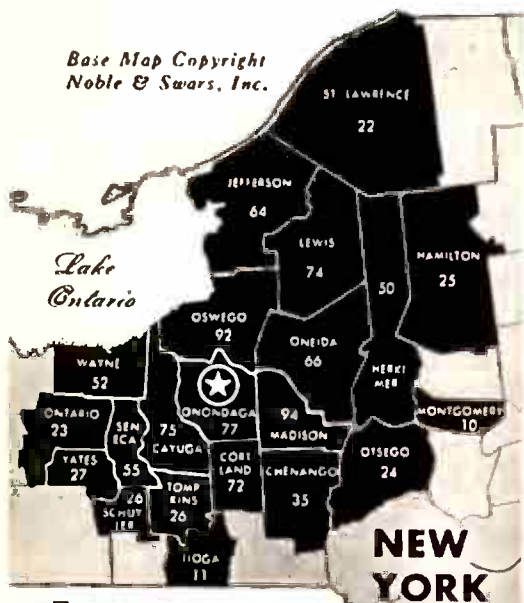 Base Map Copyright
Noble & Swars, Inc.
ST. LAWRENCE
22
JEFFERSON
64
LEWIS
74
HAMILTON
25
50
HERKI
MER
Lake
Ontario
OSWEGO
92
ONEIDA
66
WAYNE
52
ONTARIO
23
SEN
ECA
55
75
CAYUGA
ONONDAGA
77
94
MADISON
MONTGOMERY
10
YATES
27
CORT
LAND
72
CHENANGO
35
OTSEGO
24
26
SCHUY
LER
TOMP
KINS
26
TIOGA
11
NEW
YORK